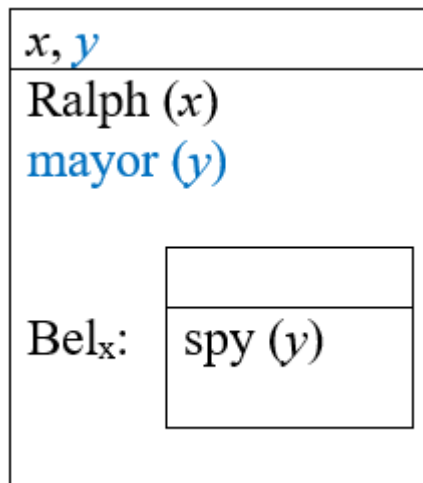 x, y
Ralph (x)
mayor (y)
Belₓ: spy (y)